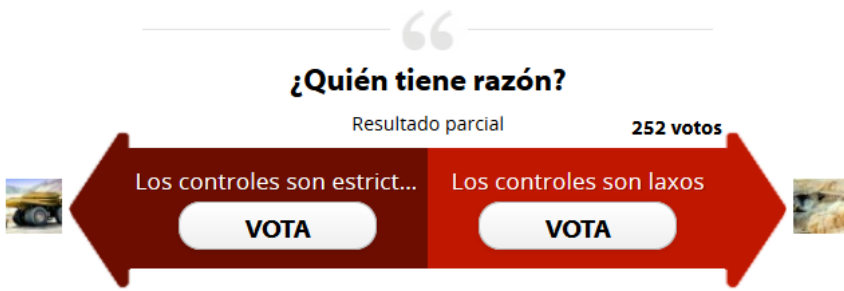 ¿Quién tiene razón?
Resultado parcial
252 votos
Los controles son estrict...
Los controles son laxos
VOTA
VOTA